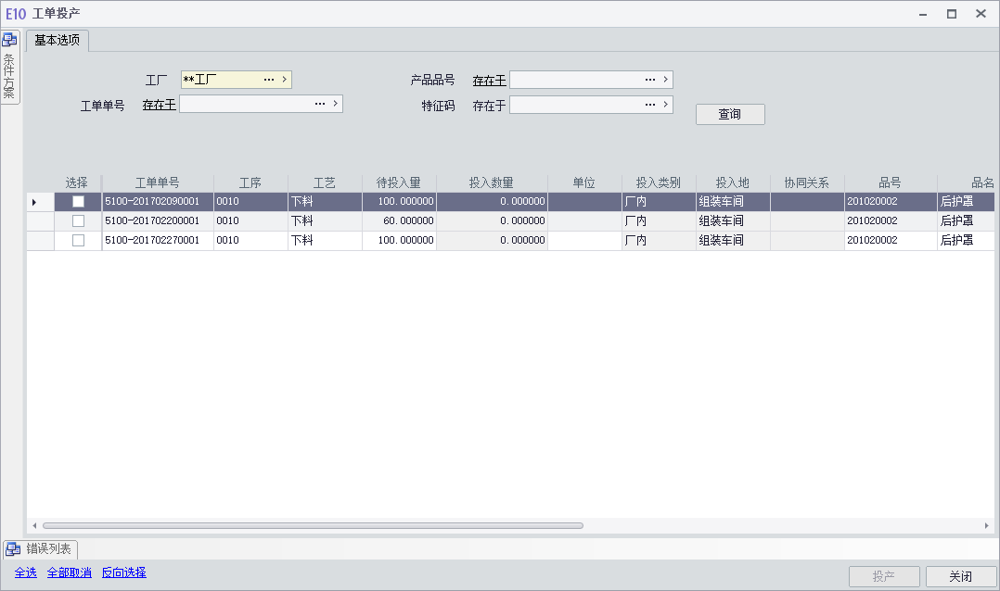 E10 工单投产
条件方案
基本选项
工厂 **工厂 ··· 产品品号 存在于 ···
工单单号 存在于 ··· 特征码 存在于 ···
查询
选择 工单单号 工序 工艺 待投入量 投入数量 单位 投入类别 投入地 协同关系 品号 品名
5100-201702090001 0010 下料 100.000000 0.000000 厂内 组装车间 201020002 后护罩
5100-201702200001 0010 下料 60.000000 0.000000 厂内 组装车间 201020002 后护罩
5100-201702270001 0010 下料 100.000000 0.000000 厂内 组装车间 201020002 后护罩
错误列表
全选 全部取消 反向选择 投产 关闭